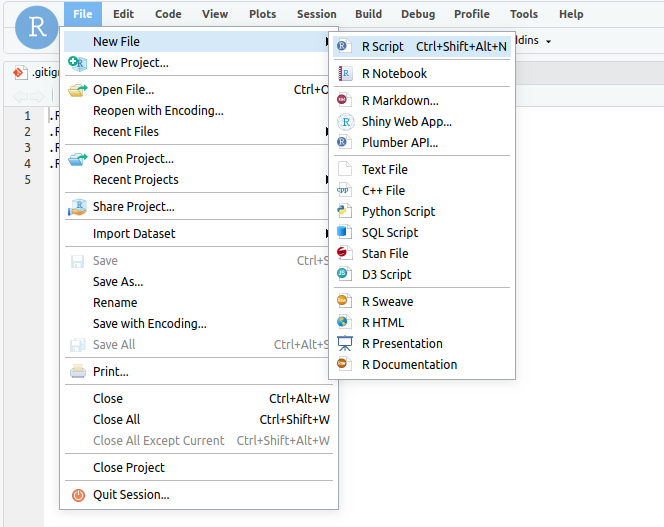 R File Edit Code View Plots Session Build Debug Profile Tools Help
New File
R Script Ctrl+Shift+Alt+N
ddins
New Project...
R Notebook
.gitig
Open File... Ctrl+O
R Markdown...
Reopen with Encoding...
Shiny Web App...
Recent Files
Plumber API...
1 .R
2 .R
3 .R
4 .R
5
Open Project...
Text File
Recent Projects
C++ File
Share Project...
Python Script
Import Dataset
SQL Script
Stan File
Save Ctrl+S
D3 Script
Save As...
Rename
R Sweave
Save with Encoding...
R HTML
Save All Ctrl+Alt+S
R Presentation
Print...
R Documentation
Close Ctrl+Alt+W
Close All Ctrl+Shift+W
Close All Except Current Ctrl+Shift+Alt+W
Close Project
Quit Session...